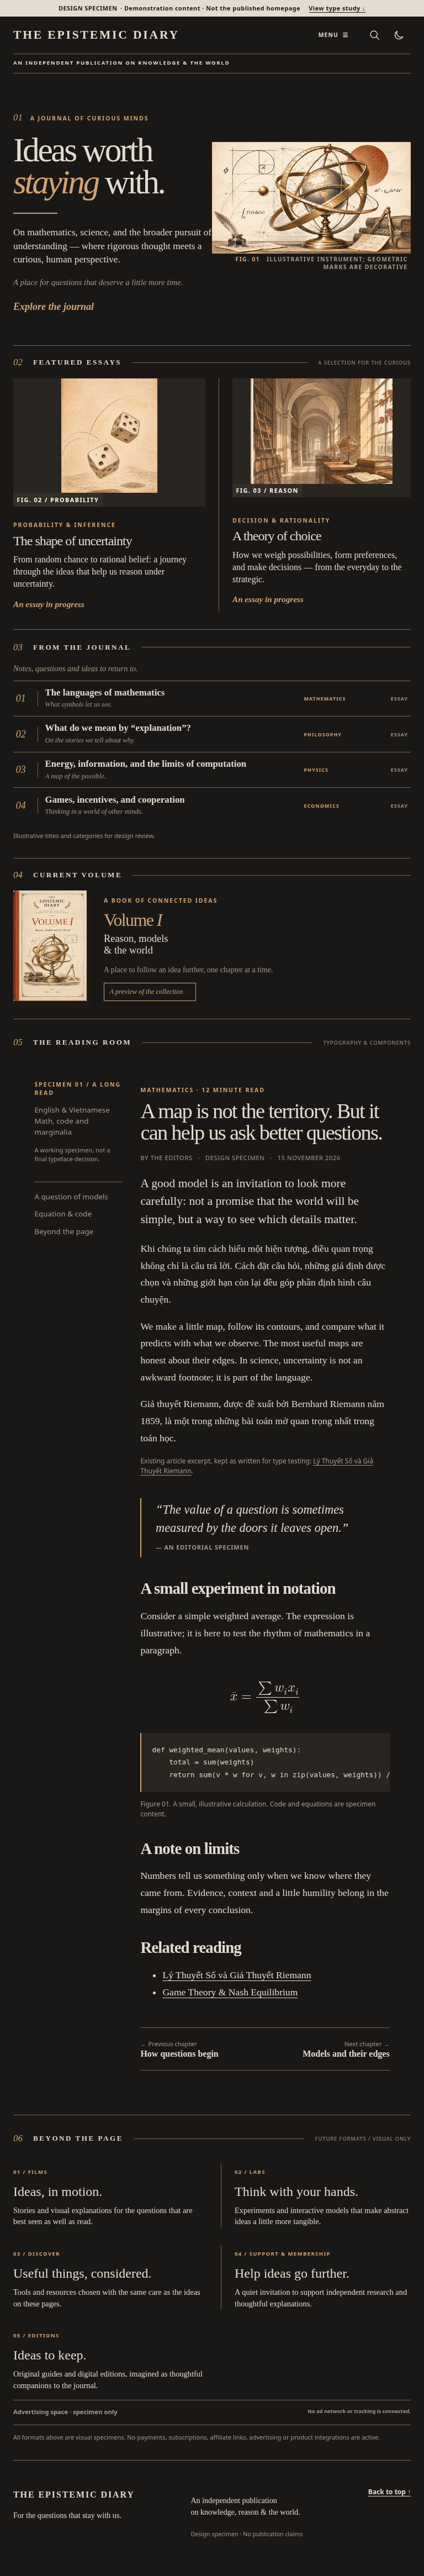 DESIGN SPECIMEN · Demonstration content · Not the published homepage View type study ↓
THE EPISTEMIC DIARY
MENU ☰
AN INDEPENDENT PUBLICATION ON KNOWLEDGE & THE WORLD
01 A JOURNAL OF CURIOUS MINDS
Ideas worth
staying with.
On mathematics, science, and the broader pursuit of
understanding — where rigorous thought meets a
curious, human perspective.
A place for questions that deserve a little more time.
Explore the journal
FIG. 01 ILLUSTRATIVE INSTRUMENT; GEOMETRIC
MARKS ARE DECORATIVE
02 FEATURED ESSAYS
A SELECTION FOR THE CURIOUS
FIG. 02 / PROBABILITY
PROBABILITY & INFERENCE
The shape of uncertainty
From random chance to rational belief: a journey
through the ideas that help us reason under
uncertainty.
An essay in progress
FIG. 03 / REASON
DECISION & RATIONALITY
A theory of choice
How we weigh possibilities, form preferences,
and make decisions — from the everyday to the
strategic.
An essay in progress
03 FROM THE JOURNAL
Notes, questions and ideas to return to.
01 The languages of mathematics MATHEMATICS ESSAY
What symbols let us see.
02 What do we mean by “explanation”? PHILOSOPHY ESSAY
On the stories we tell about why.
03 Energy, information, and the limits of computation PHYSICS ESSAY
A map of the possible.
04 Games, incentives, and cooperation ECONOMICS ESSAY
Thinking in a world of other minds.
Illustrative titles and categories for design review.
04 CURRENT VOLUME
EPISTEMIC
DIARY
VOLUME I
A BOOK OF CONNECTED IDEAS
Volume I
Reason, models
& the world
A place to follow an idea further, one chapter at a time.
A preview of the collection
05 THE READING ROOM
TYPOGRAPHY & COMPONENTS
SPECIMEN 01 / A LONG
READ
English & Vietnamese
Math, code and
marginalia
A working specimen, not a
final typeface decision.
A question of models
Equation & code
Beyond the page
MATHEMATICS · 12 MINUTE READ
A map is not the territory. But it
can help us ask better questions.
BY THE EDITORS · DESIGN SPECIMEN · 15 NOVEMBER 2026
A good model is an invitation to look more
carefully: not a promise that the world will be
simple, but a way to see which details matter.
Khi chúng ta tìm cách hiểu một hiện tượng, điều quan trọng
không chỉ là câu trả lời. Cách đặt câu hỏi, những giả định được
chọn và những giới hạn còn lại đều góp phần định hình câu
chuyện.
We make a little map, follow its contours, and compare what it
predicts with what we observe. The most useful maps are
honest about their edges. In science, uncertainty is not an
awkward footnote; it is part of the language.
Giả thuyết Riemann, được đề xuất bởi Bernhard Riemann năm
1859, là một trong những bài toán mở quan trọng nhất trong
toán học.
Existing article excerpt, kept as written for type testing: Lý Thuyết Số và Giả
Thuyết Riemann.
“The value of a question is sometimes
measured by the doors it leaves open.”
— AN EDITORIAL SPECIMEN
A small experiment in notation
Consider a simple weighted average. The expression is
illustrative; it is here to test the rhythm of mathematics in a
paragraph.
x̄ = ∑ wᵢxᵢ / ∑ wᵢ
def weighted_mean(values, weights):
total = sum(weights)
return sum(v * w for v, w in zip(values, weights)) /
Figure 01. A small, illustrative calculation. Code and equations are specimen
content.
A note on limits
Numbers tell us something only when we know where they
came from. Evidence, context and a little humility belong in the
margins of every conclusion.
Related reading
• Lý Thuyết Số và Giả Thuyết Riemann
• Game Theory & Nash Equilibrium
← Previous chapter
How questions begin
Next chapter →
Models and their edges
06 BEYOND THE PAGE
FUTURE FORMATS / VISUAL ONLY
01 / FILMS
Ideas, in motion.
Stories and visual explanations for the questions that are
best seen as well as read.
02 / LABS
Think with your hands.
Experiments and interactive models that make abstract
ideas a little more tangible.
03 / DISCOVER
Useful things, considered.
Tools and resources chosen with the same care as the ideas
on these pages.
04 / SUPPORT & MEMBERSHIP
Help ideas go further.
A quiet invitation to support independent research and
thoughtful explanations.
05 / EDITIONS
Ideas to keep.
Original guides and digital editions, imagined as thoughtful
companions to the journal.
Advertising space · specimen only
No ad network or tracking is connected.
All formats above are visual specimens. No payments, subscriptions, affiliate links, advertising or product integrations are active.
THE EPISTEMIC DIARY
For the questions that stay with us.
An independent publication
on knowledge, reason & the world.
Design specimen · No publication claims
Back to top ↑